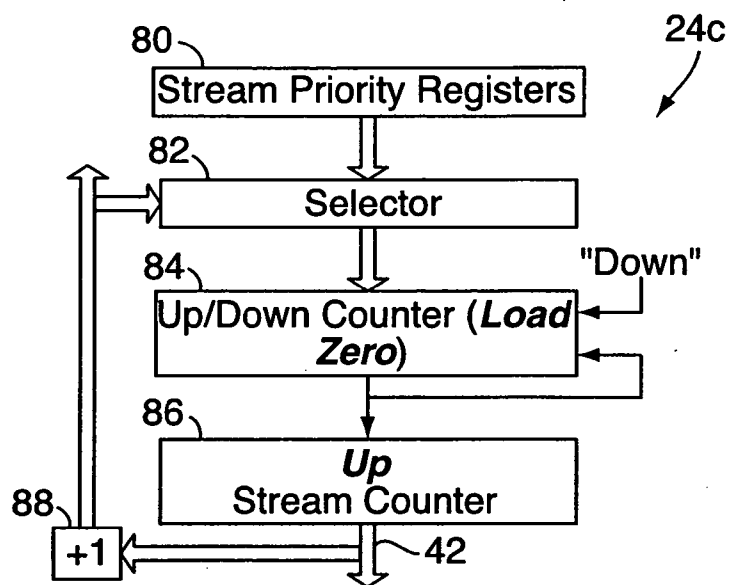 80
24c
Stream Priority Registers
82
Selector
84
"Down"
Up/Down Counter (Load
Zero)
86
Up
Stream Counter
88
+1
42